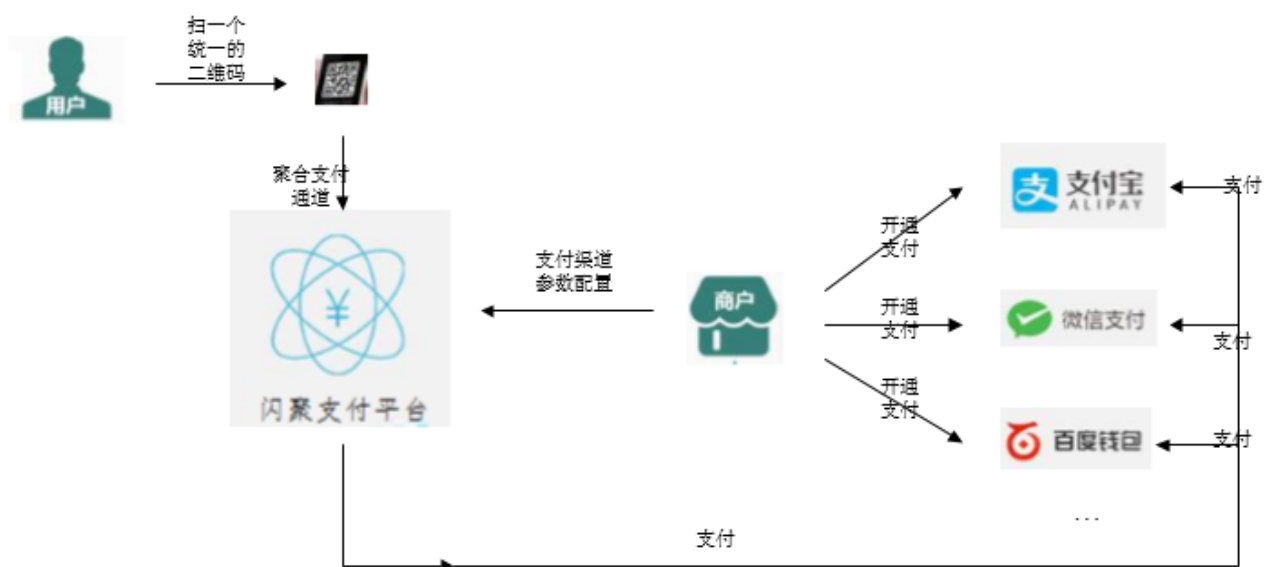 扫一个
统一的
二维码
用户
聚合支付
通道
支付宝
ALIPAY
支付
开通
支付
支付渠道
参数配置
商户
¥
开通
支付
微信支付
支付
闪聚支付平台
开通
支付
百度钱包
支付
...
支付